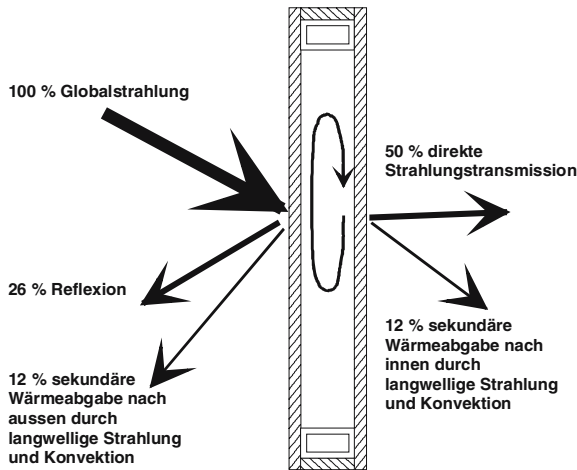 100 % Globalstrahlung
26 % Reflexion
12 % sekundäre
Wärmeabgabe nach
aussen durch
langwellige Strahlung
und Konvektion
50 % direkte
Strahlungstransmission
12 % sekundäre
Wärmeabgabe nach
innen durch
langwellige Strahlung
und Konvektion